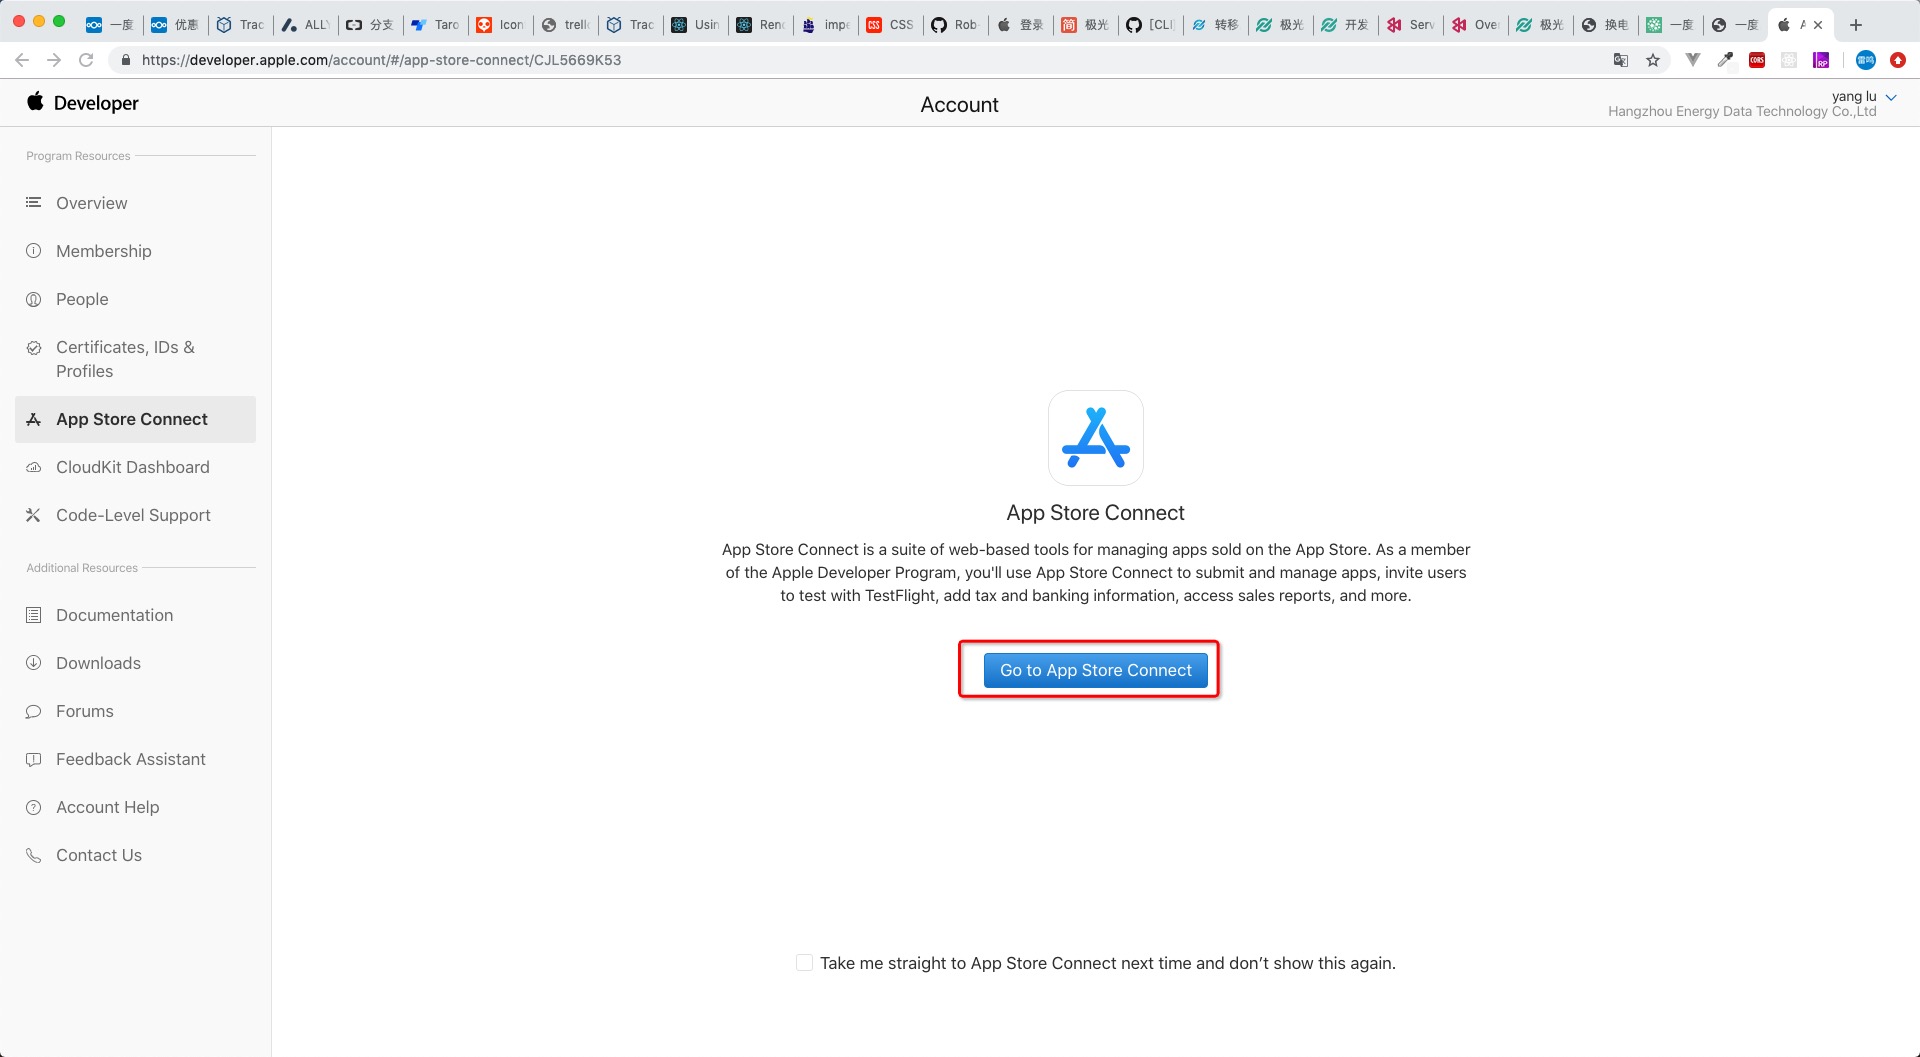 一度
优惠
Trac
ALLY
分支
Taro
Icon
trello
Trac
Usin
Rend
impe
CSS
Rob
登录
极光
[CLI
转移
极光
开发
Serv
Over
极光
换电
一度
一度
https://developer.apple.com/account/#/app-store-connect/CJL5669K53
CORS
RP
雷鸣
Developer
Account
yang lu
Hangzhou Energy Data Technology Co.,Ltd
Program Resources
Overview
Membership
People
Certificates, IDs &
Profiles
App Store Connect
CloudKit Dashboard
Code-Level Support
Additional Resources
Documentation
Downloads
Forums
Feedback Assistant
Account Help
Contact Us
App Store Connect
App Store Connect is a suite of web-based tools for managing apps sold on the App Store. As a member
of the Apple Developer Program, you'll use App Store Connect to submit and manage apps, invite users
to test with TestFlight, add tax and banking information, access sales reports, and more.
Go to App Store Connect
Take me straight to App Store Connect next time and don’t show this again.